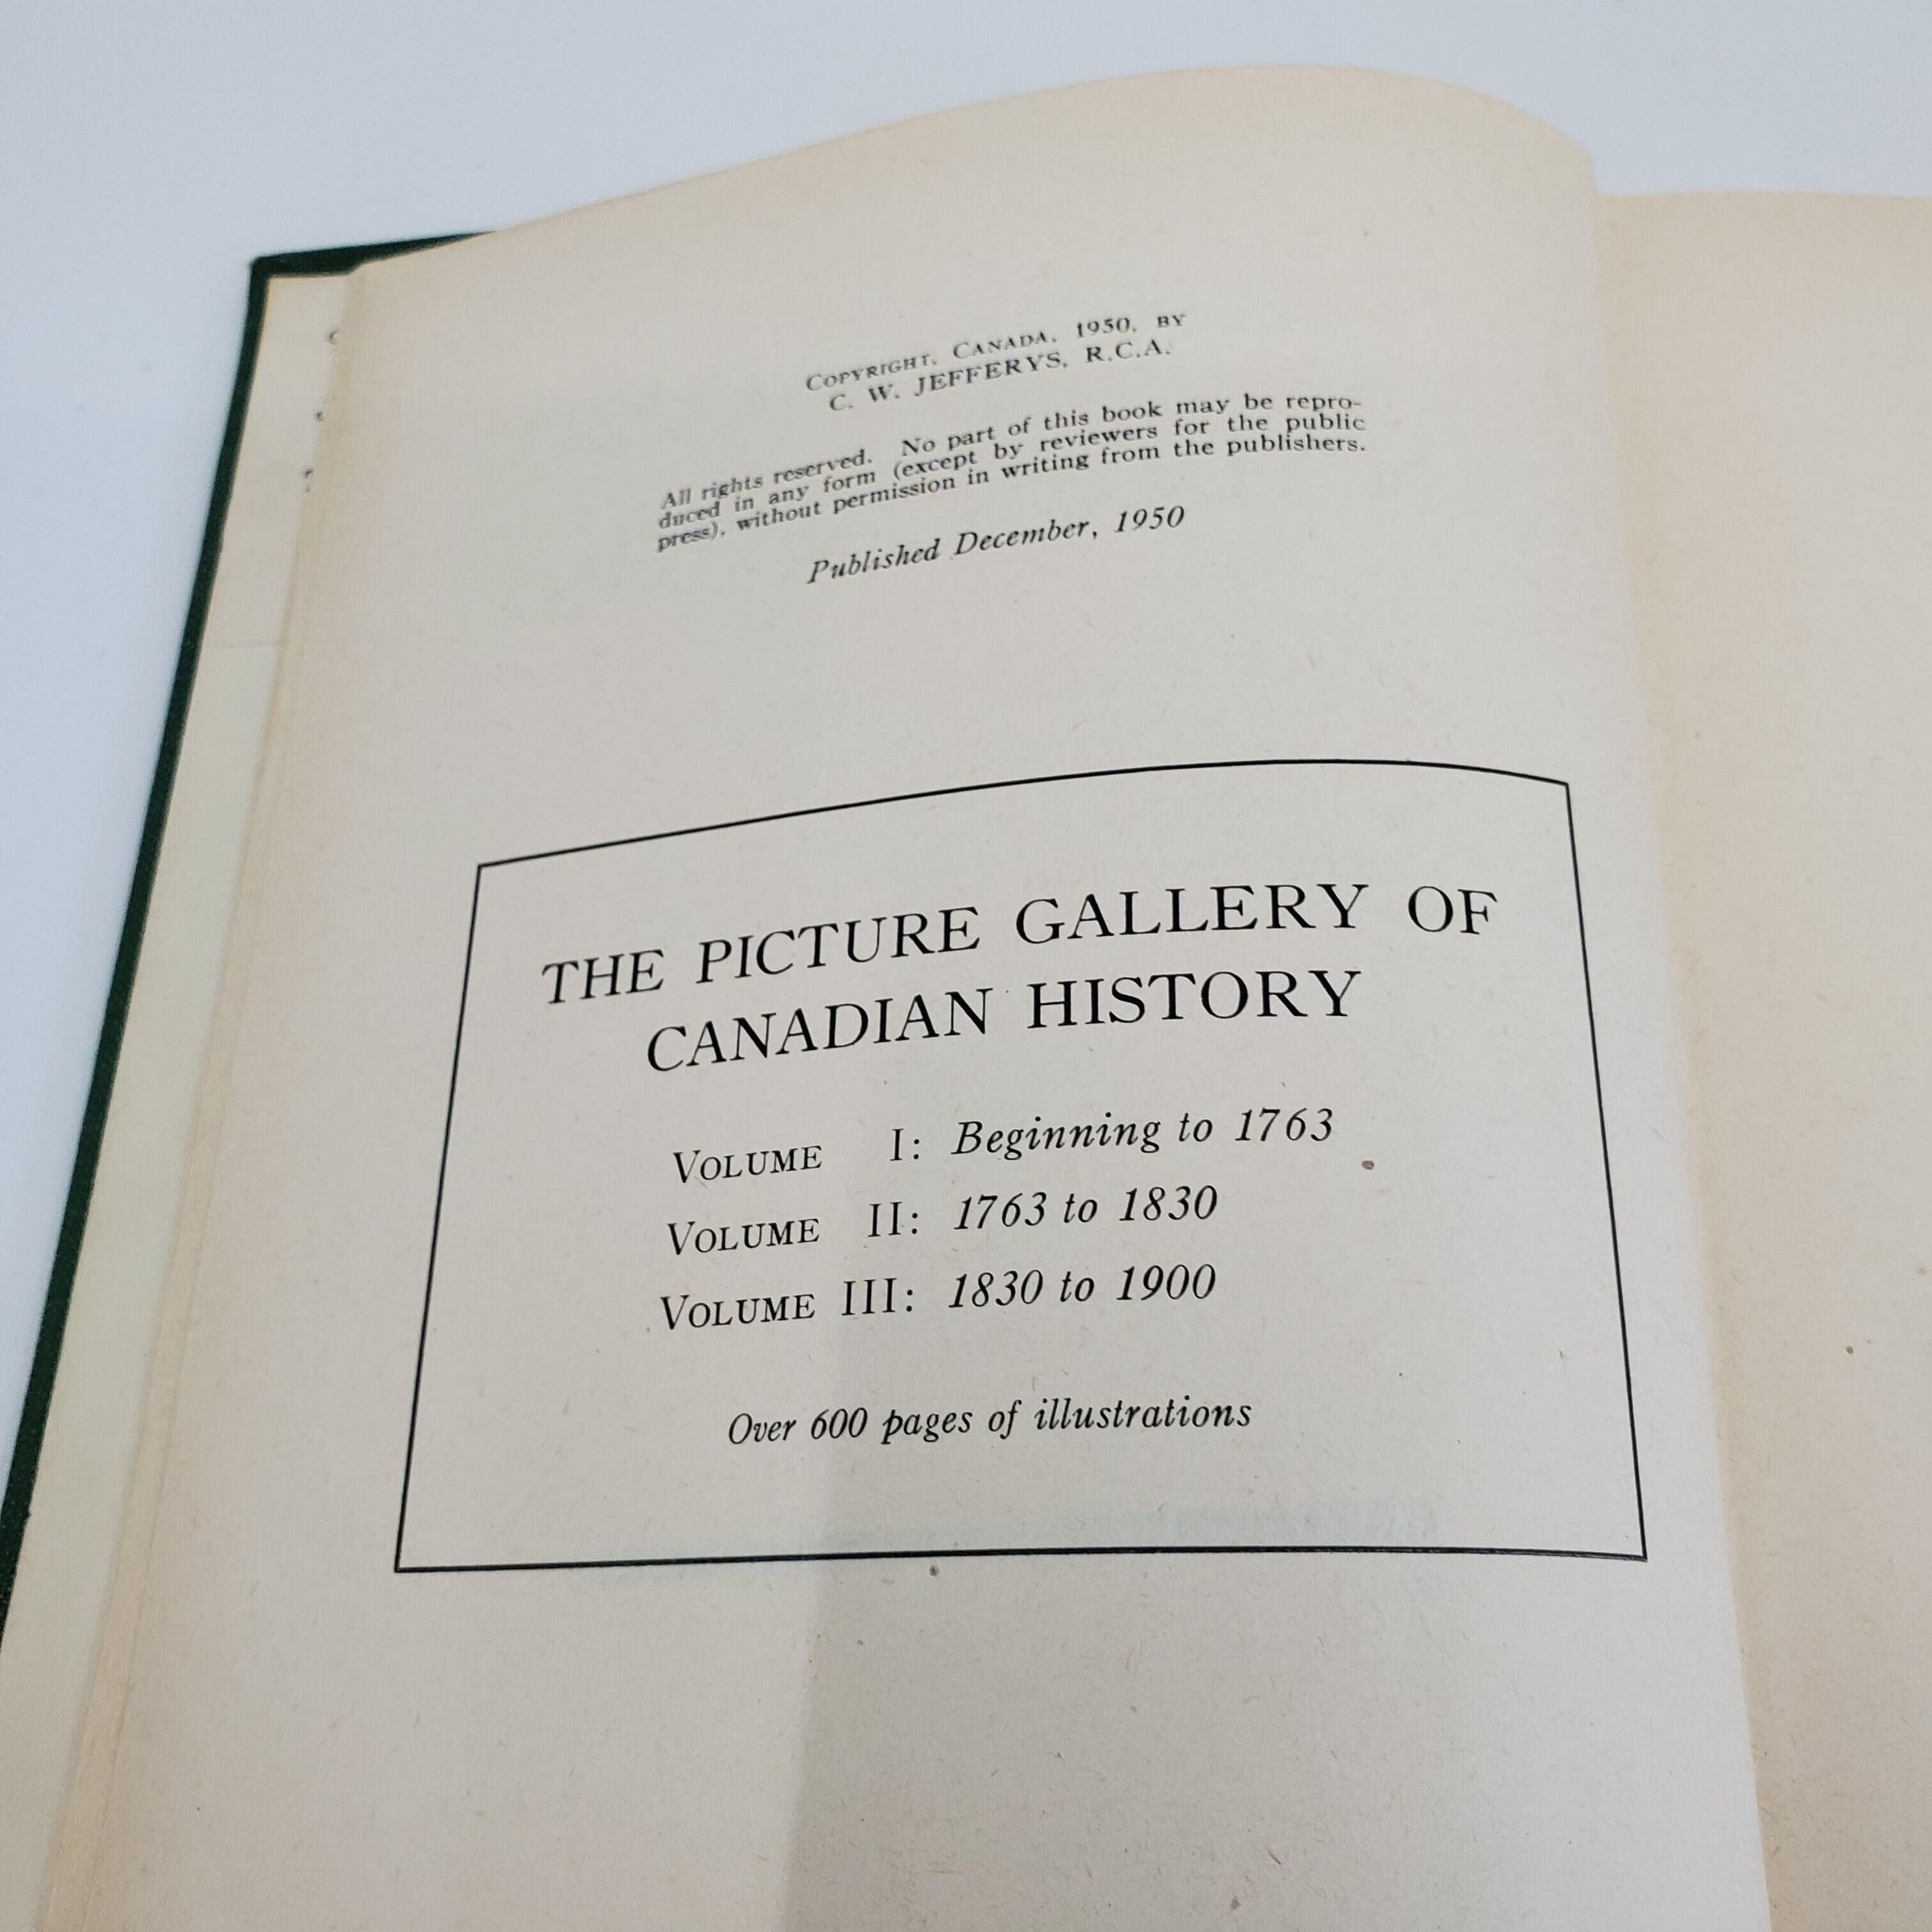 COPYRIGHT, CANADA, 1950, BY
C. W. JEFFERYS, R.C.A.
All rights reserved. No part of this book may be repro-
duced in any form (except by reviewers for the public
press), without permission in writing from the publishers.
Published December, 1950
THE PICTURE GALLERY OF
CANADIAN HISTORY
VOLUME I: Beginning to 1763
VOLUME II: 1763 to 1830
VOLUME III: 1830 to 1900
Over 600 pages of illustrations